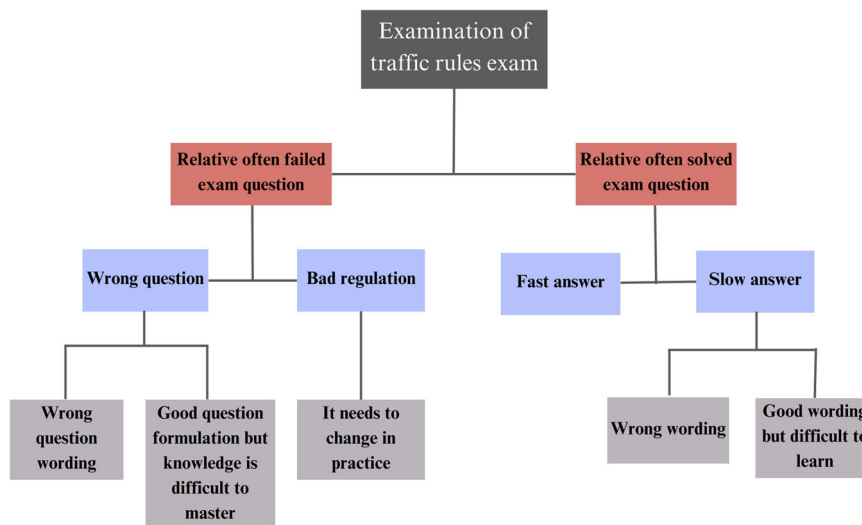 Examination of
traffic rules exam
Relative often failed
exam question
Relative often solved
exam question
Wrong question
Bad regulation
Fast answer
Slow answer
Wrong
question
wording
Good question
formulation but
knowledge is
difficult to
master
It needs to
change in
practice
Wrong wording
Good wording
but difficult to
learn